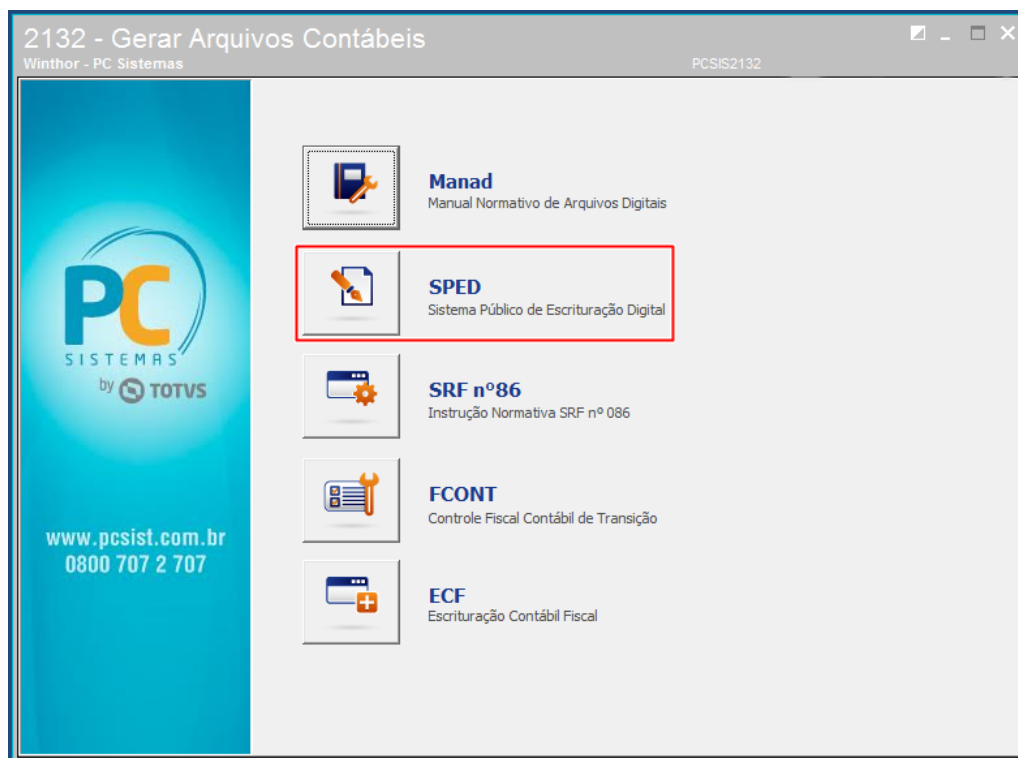 2132 - Gerar Arquivos Contábeis
Winthor - PC Sistemas
PCSIS2132
Manad
Manual Normativo de Arquivos Digitais
SPED
Sistema Público de Escrituração Digital
SRF nº86
Instrução Normativa SRF nº 086
FCONT
Controle Fiscal Contábil de Transição
ECF
Escrituração Contábil Fiscal
PC
SISTEMAS
by TOTVS
www.pcsist.com.br
0800 707 2 707